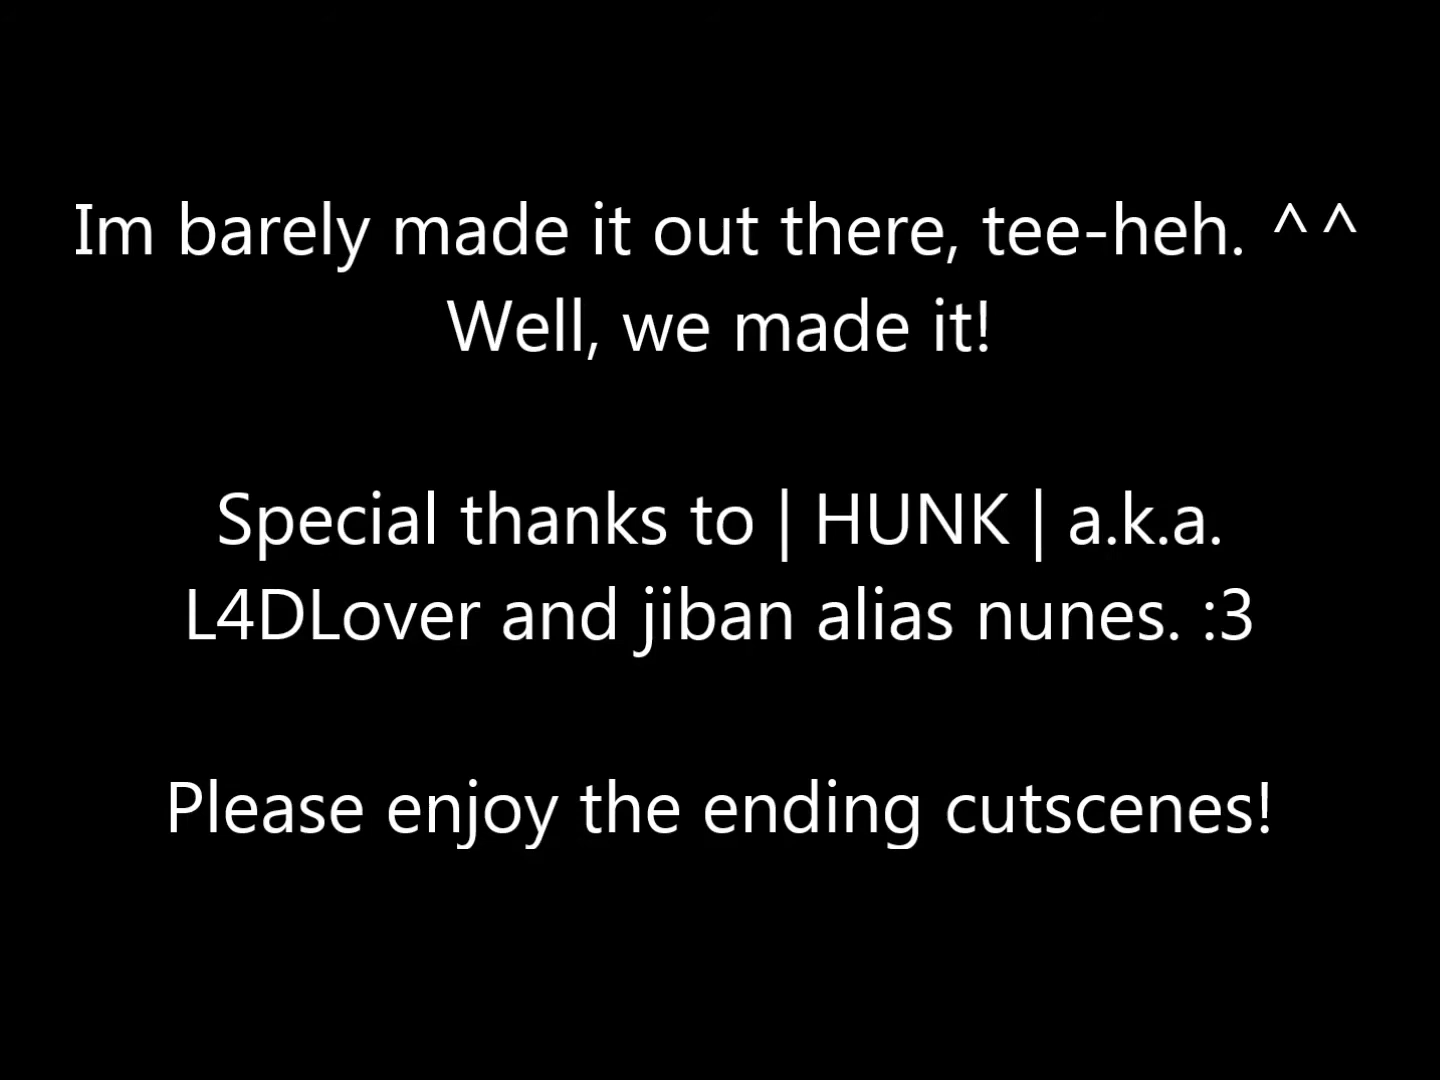 Im barely made it out there, tee-heh. ^^
Well, we made it!
Special thanks to | HUNK | a.k.a.
L4DLover and jiban alias nunes. :3
Please enjoy the ending cutscenes!